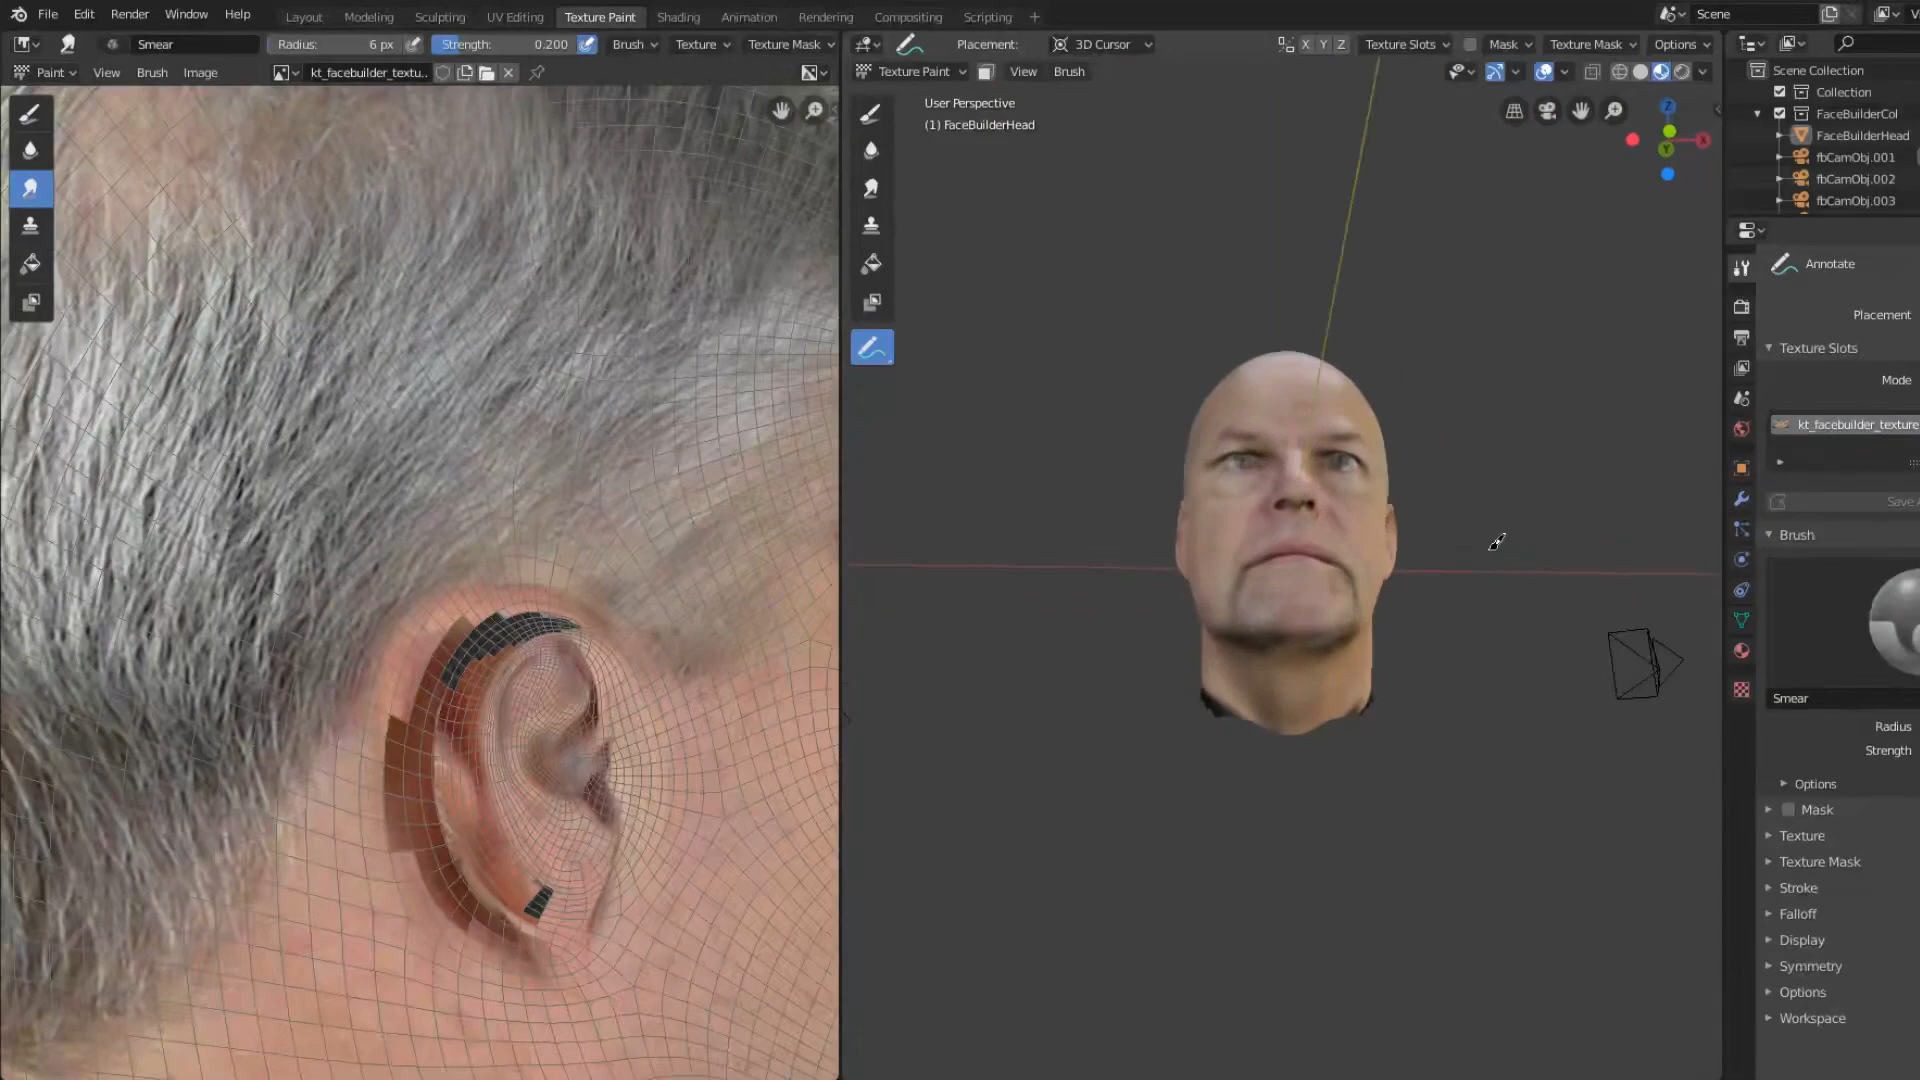 File Edit Render Window Help
Layout Modeling Sculpting UV Editing Texture Paint Shading Animation Rendering Compositing Scripting +
Scene
Smear Radius: 6 px Strength: 0.200 Brush Texture Texture Mask
Placement: 3D Cursor X Y Z Texture Slots Mask Texture Mask Options
Paint View Brush Image kt_facebuilder_textu..
Texture Paint View Brush
User Perspective
(1) FaceBuilderHead
Z
X
Y
Scene Collection
Collection
FaceBuilderCol
FaceBuilderHead
fbCamObj.001
fbCamObj.002
fbCamObj.003
Annotate
Placement
Texture Slots
Mode
kt_facebuilder_texture
Save A
Brush
Smear
Radius
Strength
Options
Mask
Texture
Texture Mask
Stroke
Falloff
Display
Symmetry
Options
Workspace